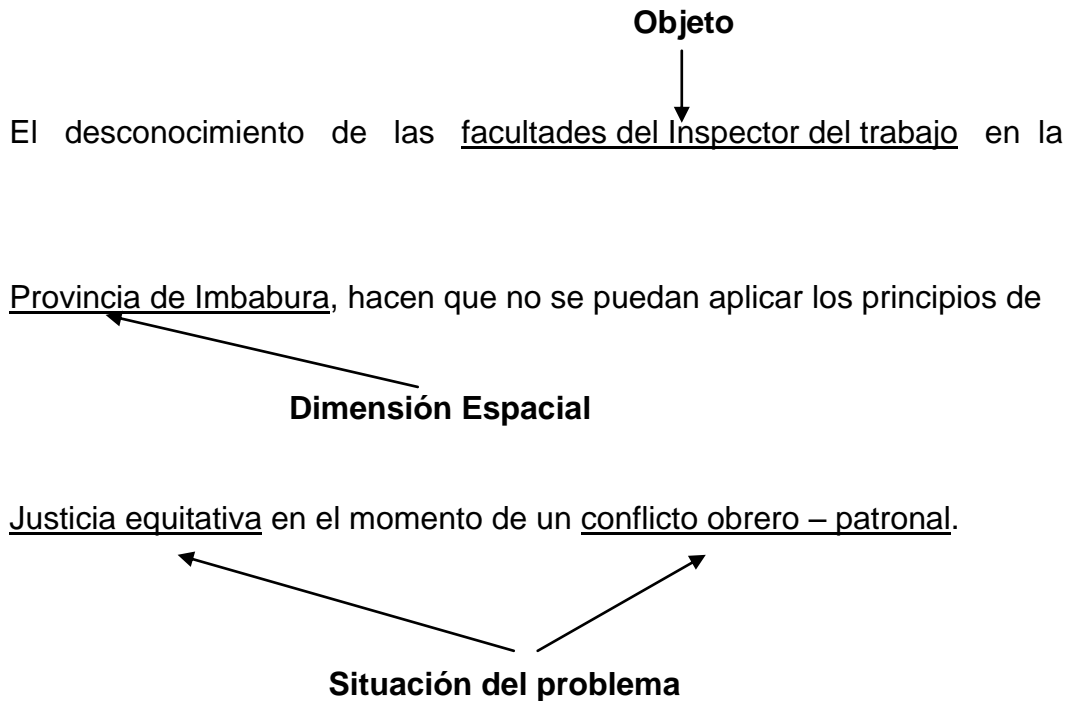 Objeto
El desconocimiento de las facultades del Inspector del trabajo en la
Provincia de Imbabura, hacen que no se puedan aplicar los principios de
Dimensión Espacial
Justicia equitativa en el momento de un conflicto obrero – patronal.
Situación del problema